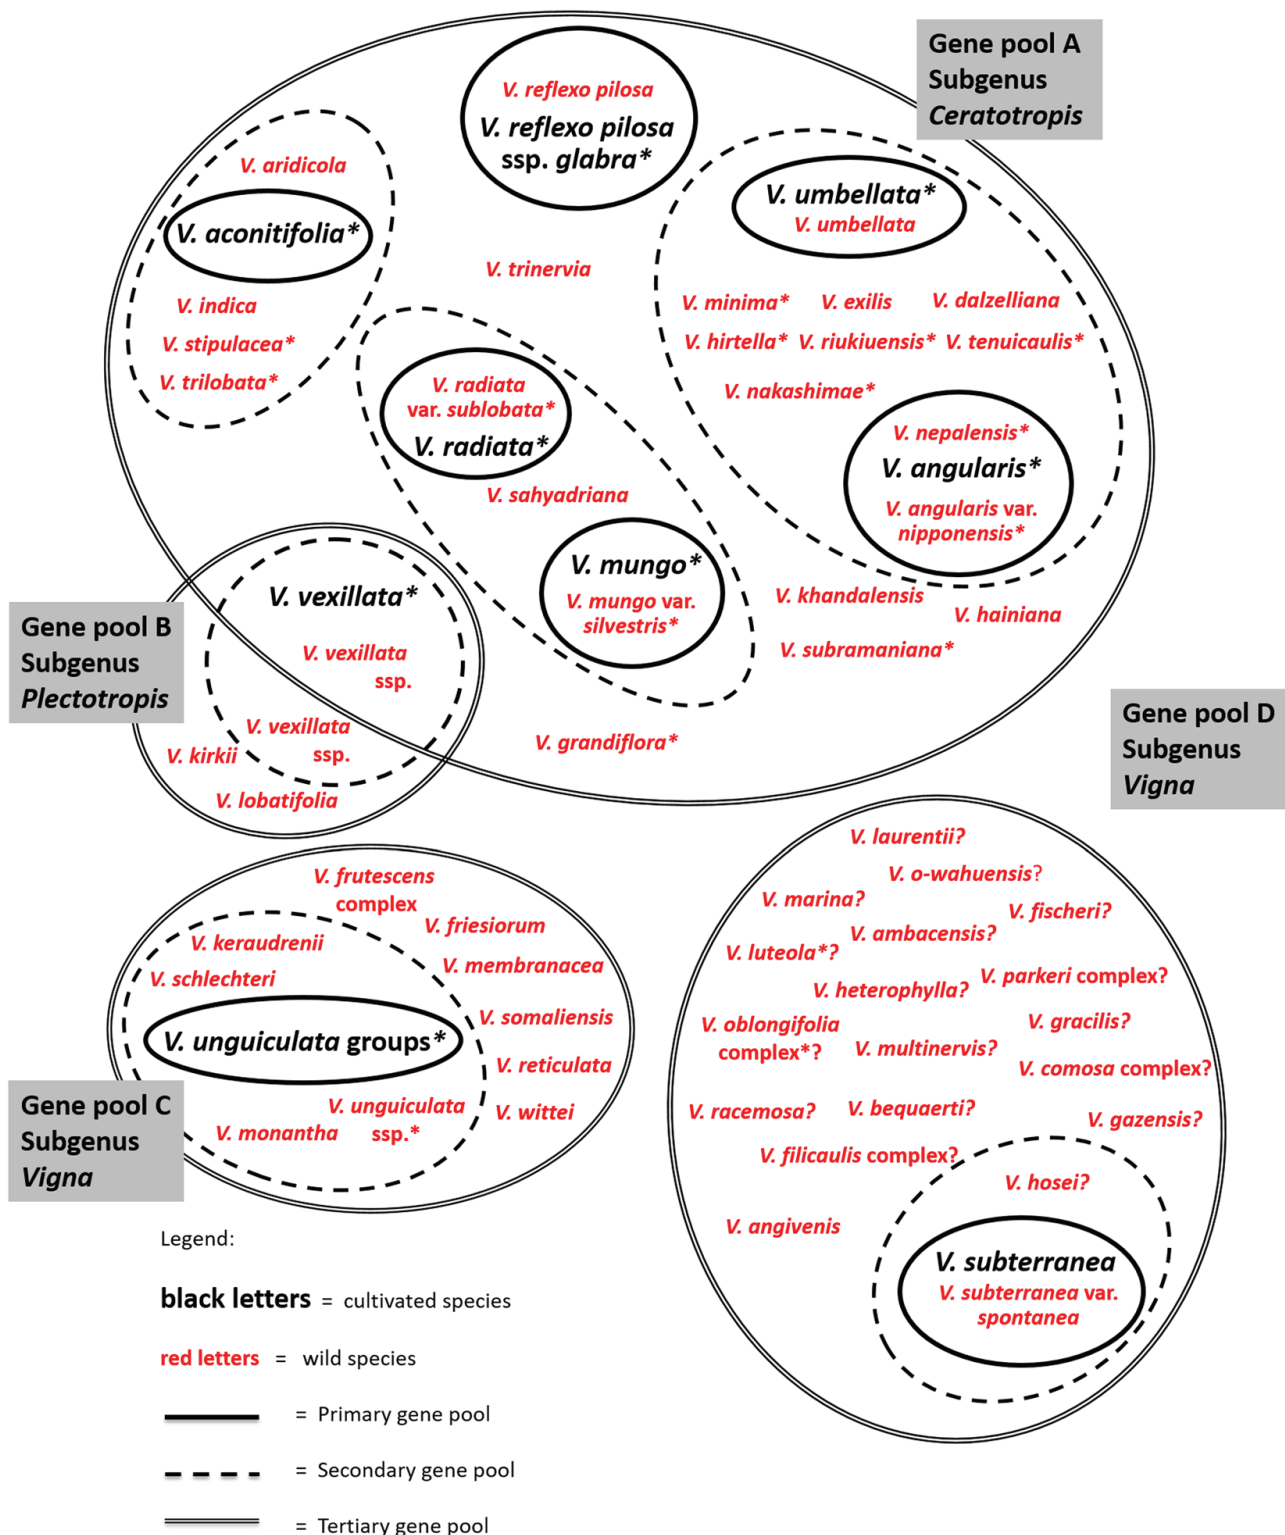 Gene pool A
Subgenus
Ceratotropis
V. reflexo pilosa
V. reflexo pilosa
ssp. glabra*
V. aridicola
V. aconitifolia*
V. indica
V. stipulacea*
V. trilobata*
V. umbellata*
V. umbellata
V. trinervia
V. minima* V. exilis V. dalzelliana
V. hirtella* V. riukiuensis* V. tenuicaulis*
V. nakashimae*
V. radiata
var. sublobata*
V. radiata*
V. nepalensis*
V. angularis*
V. angularis var.
nipponensis*
V. sahyadriana
V. mungo*
V. mungo var.
silvestris*
V. khandalensis
V. hainiana
V. subramaniana*
V. grandiflora*
Gene pool B
Subgenus
Plectotropis
V. vexillata*
V. vexillata
ssp.
V. vexillata
ssp.
V. kirkii
V. lobatifolia
Gene pool D
Subgenus
Vigna
V. frutescens
complex
V. friesiorum
V. keraudrenii
V. membranacea
V. schlechteri
V. somaliensis
V. unguiculata groups*
V. reticulata
V. unguiculata
ssp.*
V. wittei
V. monantha
Gene pool C
Subgenus
Vigna
V. laurentii?
V. o-wahuensis?
V. marina?
V. fischeri?
V. ambacensis?
V. luteola*?
V. parkeri complex?
V. heterophylla?
V. oblongifolia
complex*?
V. gracilis?
V. multinervis?
V. comosa complex?
V. racemosa?
V. bequaerti?
V. gazensis?
V. filicaulis complex?
V. hosei?
V. angivenis
V. subterranea
V. subterranea var.
spontanea
Legend:
black letters = cultivated species
red letters = wild species
= Primary gene pool
= Secondary gene pool
= Tertiary gene pool